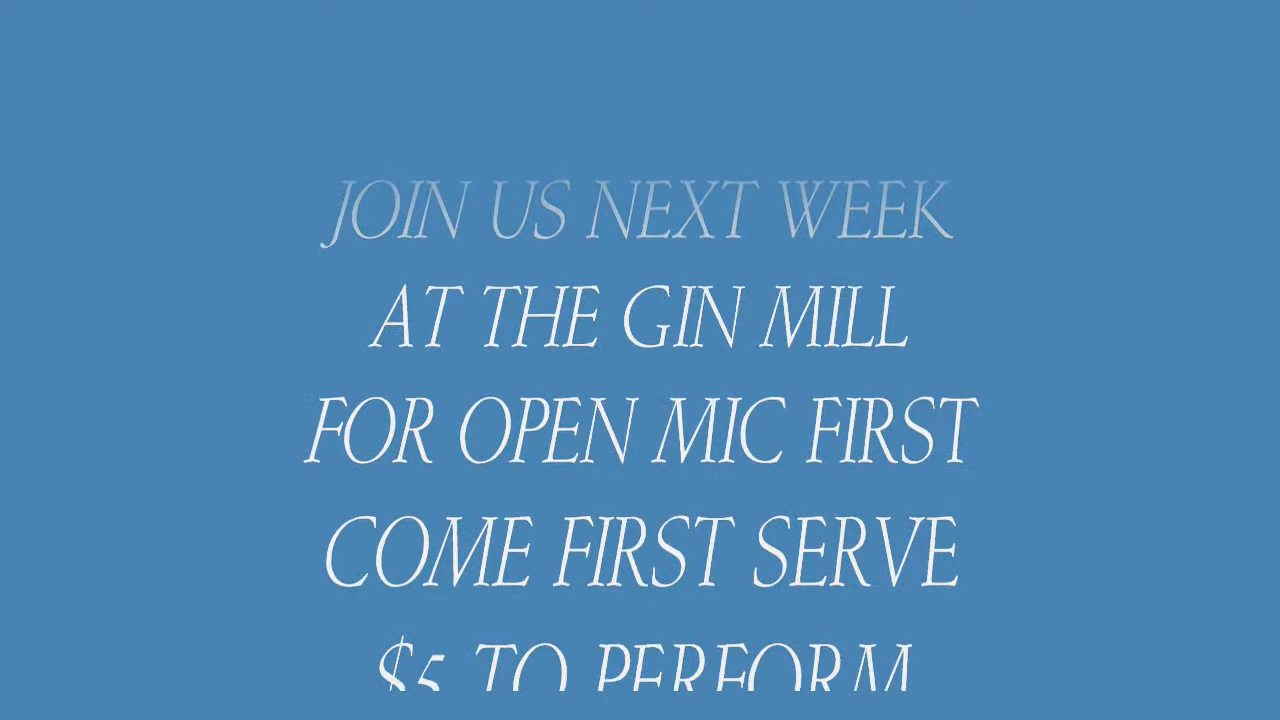 JOIN US NEXT WEEK
AT THE GIN MILL
FOR OPEN MIC FIRST
COME FIRST SERVE
$5 TO PERFORM